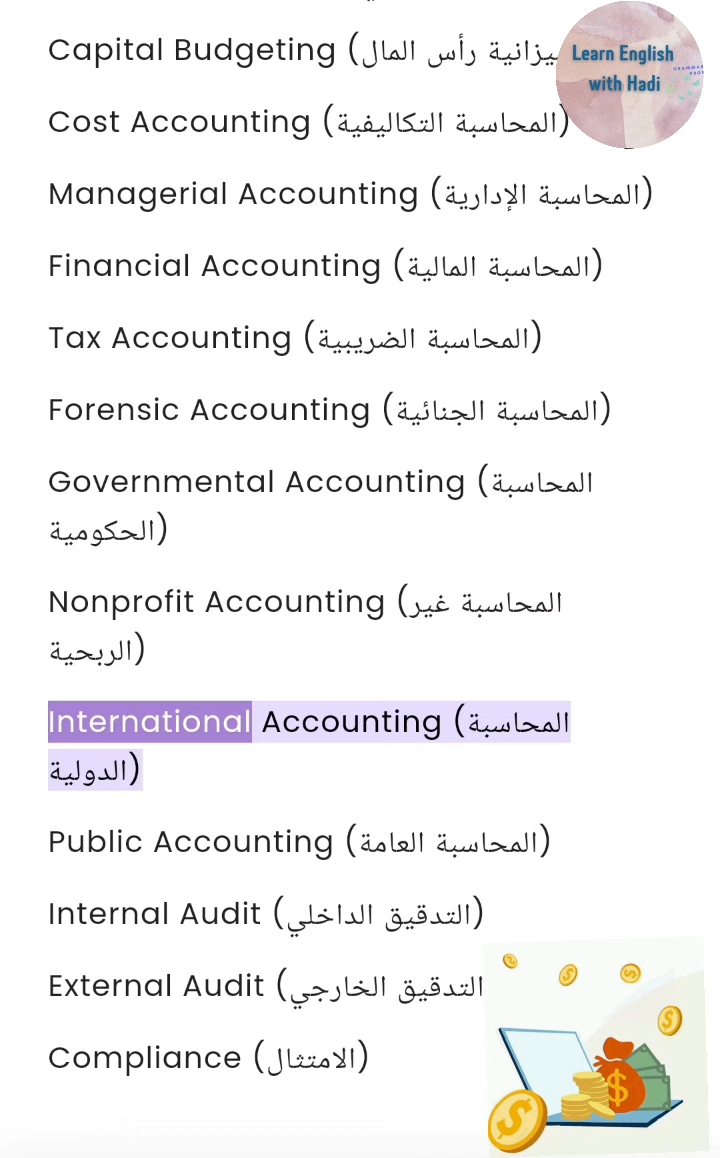 Capital Budgeting (ميزانية رأس المال
Learn English
with Hadi
Cost Accounting (المحاسبة التكاليفية)
Managerial Accounting (المحاسبة الإدارية)
Financial Accounting (المحاسبة المالية)
Tax Accounting (المحاسبة الضريبية)
Forensic Accounting (المحاسبة الجنائية)
Governmental Accounting (المحاسبة
الحكومية)
Nonprofit Accounting (المحاسبة غير
الربحية)
International Accounting (المحاسبة
الدولية)
Public Accounting (المحاسبة العامة)
Internal Audit (التدقيق الداخلي)
External Audit (التدقيق الخارجي
Compliance (الامتثال)